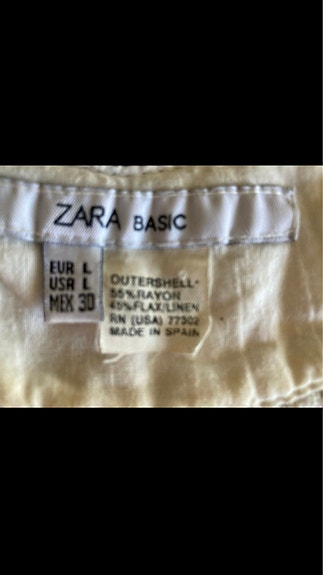 ZARA BASIC
EUR L
USA L
MEX 30
OUTERSHELL*
55%RAYON
45%FLAX/LINEN
RN (USA) 77302
MADE IN SPAIN